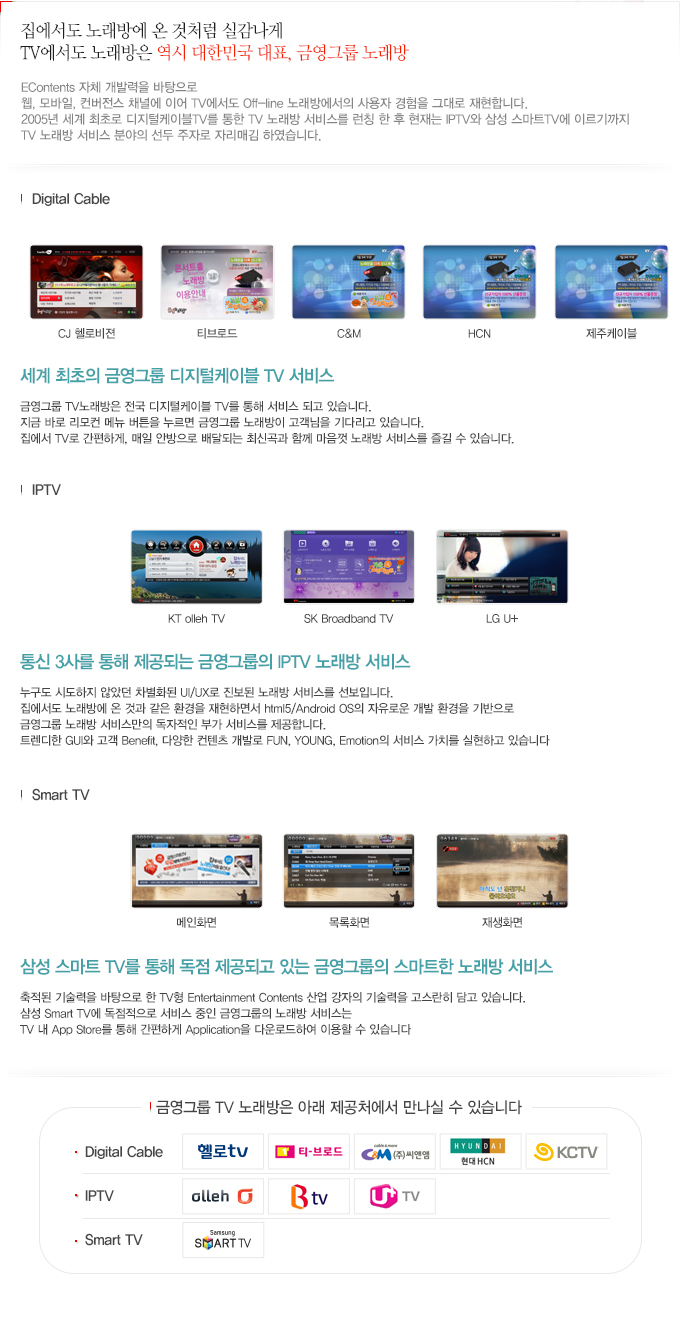 집에서도 노래방에 온 것처럼 실감나게
TV에서도 노래방은 역시 대한민국 대표, 금영그룹 노래방
EContents 자체 개발력을 바탕으로
웹, 모바일, 컨버전스 채널에 이어 TV에서도 Off-line 노래방에서의 사용자 경험을 그대로 재현합니다.
2005년 세계 최초로 디지털케이블TV를 통한 TV 노래방 서비스를 런칭 한 후 현재는 IPTV와 삼성 스마트TV에 이르기까지
TV 노래방 서비스 분야의 선두 주자로 자리매김 하였습니다.
Digital Cable
콘서트홀
노래방
이용안내
CJ 헬로비젼
티브로드
C&M
HCN
제주케이블
세계 최초의 금영그룹 디지털케이블 TV 서비스
금영그룹 TV노래방은 전국 디지털케이블 TV를 통해 서비스 되고 있습니다.
지금 바로 리모컨 메뉴 버튼을 누르면 금영그룹 노래방이 고객님을 기다리고 있습니다.
집에서 TV로 간편하게, 매일 안방으로 배달되는 최신곡과 함께 마음껏 노래방 서비스를 즐길 수 있습니다.
IPTV
KT olleh TV
SK Broadband TV
LG U+
통신 3사를 통해 제공되는 금영그룹의 IPTV 노래방 서비스
누구도 시도하지 않았던 차별화된 UI/UX로 진보된 노래방 서비스를 선보입니다.
집에서도 노래방에 온 것과 같은 환경을 재현하면서 html5/Android OS의 자유로운 개발 환경을 기반으로
금영그룹 노래방 서비스만의 독자적인 부가 서비스를 제공합니다.
트렌디한 GUI와 고객 Benefit, 다양한 컨텐츠 개발로 FUN, YOUNG, Emotion의 서비스 가치를 실현하고 있습니다
Smart TV
메인화면
목록화면
재생화면
삼성 스마트 TV를 통해 독점 제공되고 있는 금영그룹의 스마트한 노래방 서비스
축적된 기술력을 바탕으로 한 TV형 Entertainment Contents 산업 강자의 기술력을 고스란히 담고 있습니다.
삼성 Smart TV에 독점적으로 서비스 중인 금영그룹의 노래방 서비스는
TV 내 App Store를 통해 간편하게 Application을 다운로드하여 이용할 수 있습니다
금영그룹 TV 노래방은 아래 제공처에서 만나실 수 있습니다
Digital Cable
헬로tv
티-브로드
cable & more
C&M (주)씨앤앰
HYUNDAI
현대 HCN
KCTV
IPTV
olleh
B tv
U+ TV
Smart TV
Samsung
SMART TV